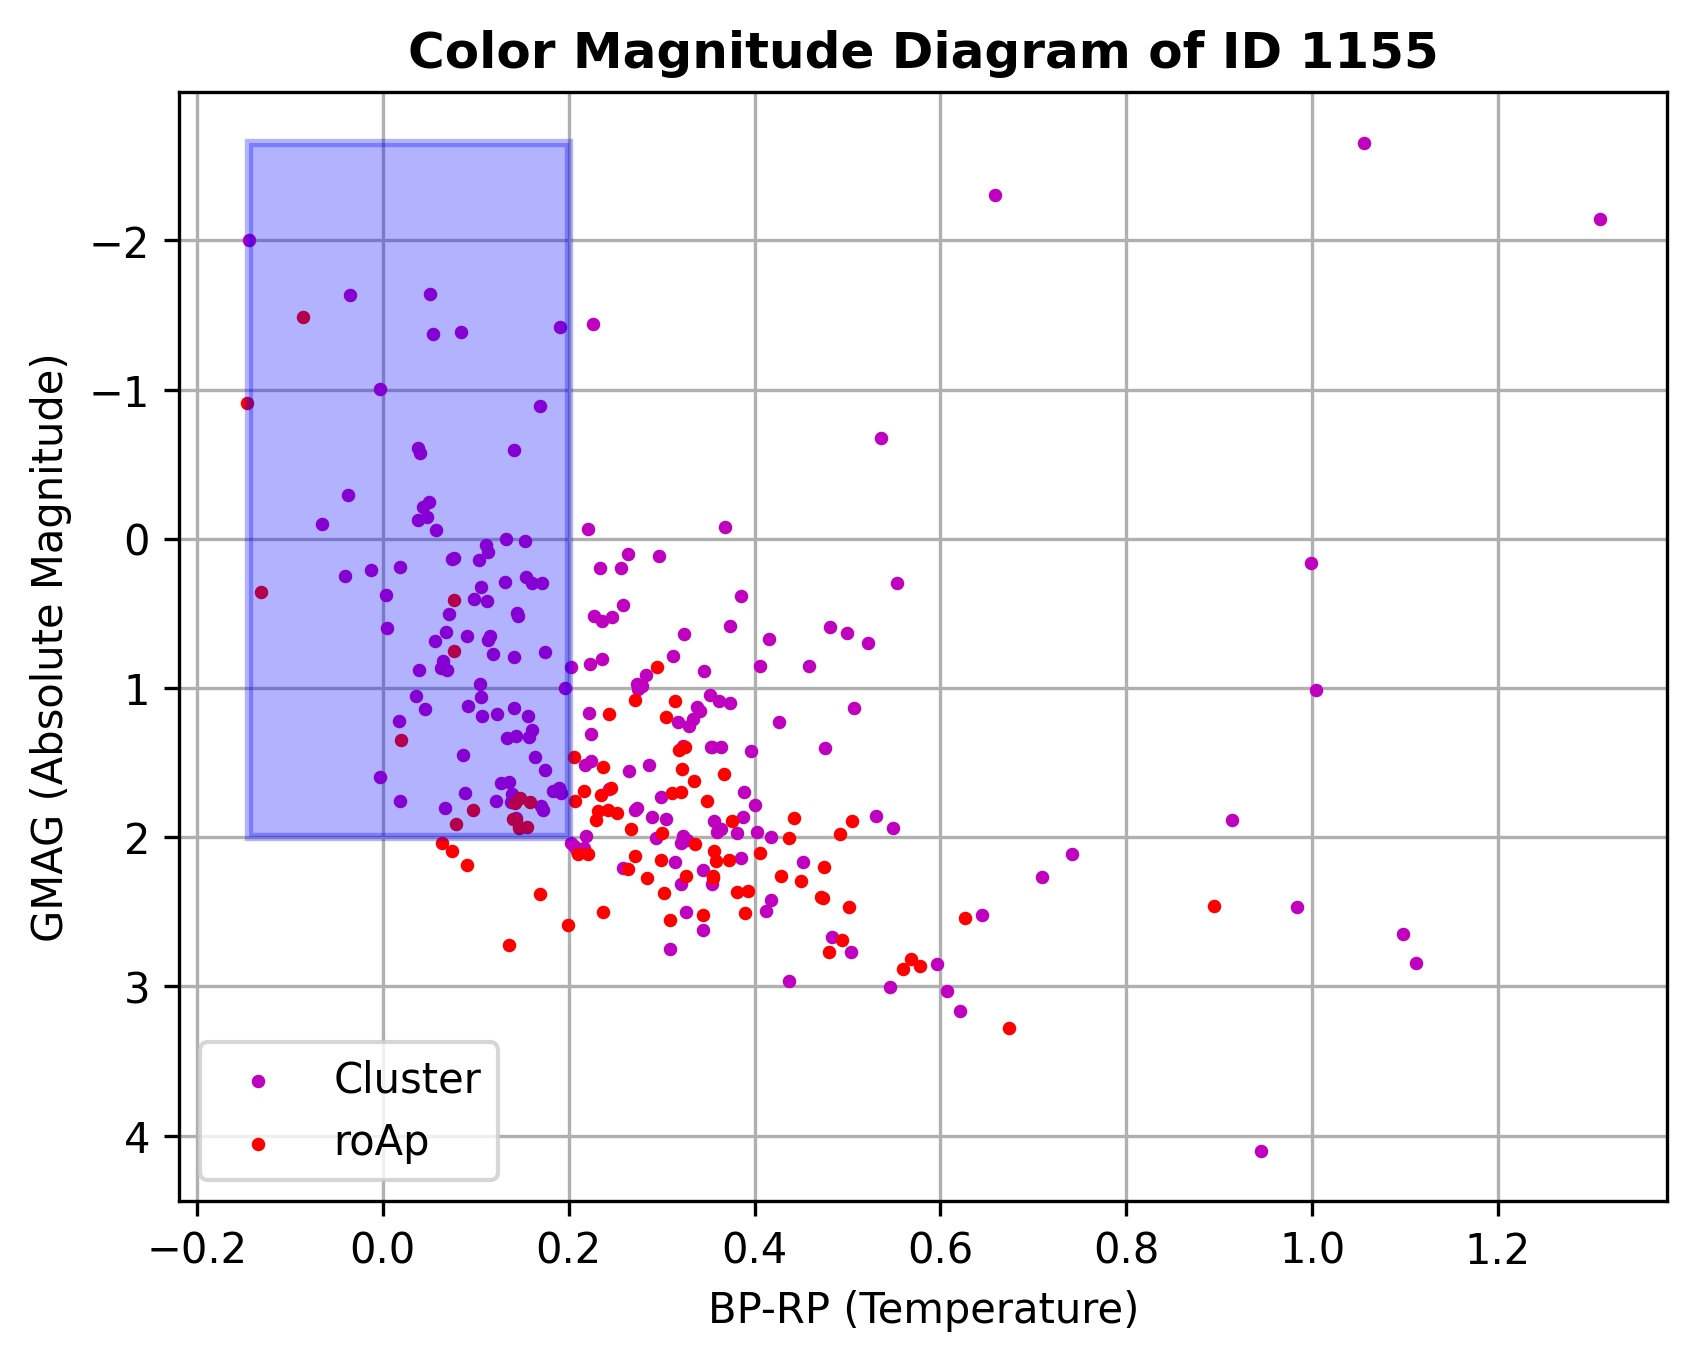 Color Magnitude Diagram of ID 1155
GMAG (Absolute Magnitude)
−2
−1
0
1
2
3
4
Cluster
roAp
−0.2 0.0 0.2 0.4 0.6 0.8 1.0 1.2
BP-RP (Temperature)